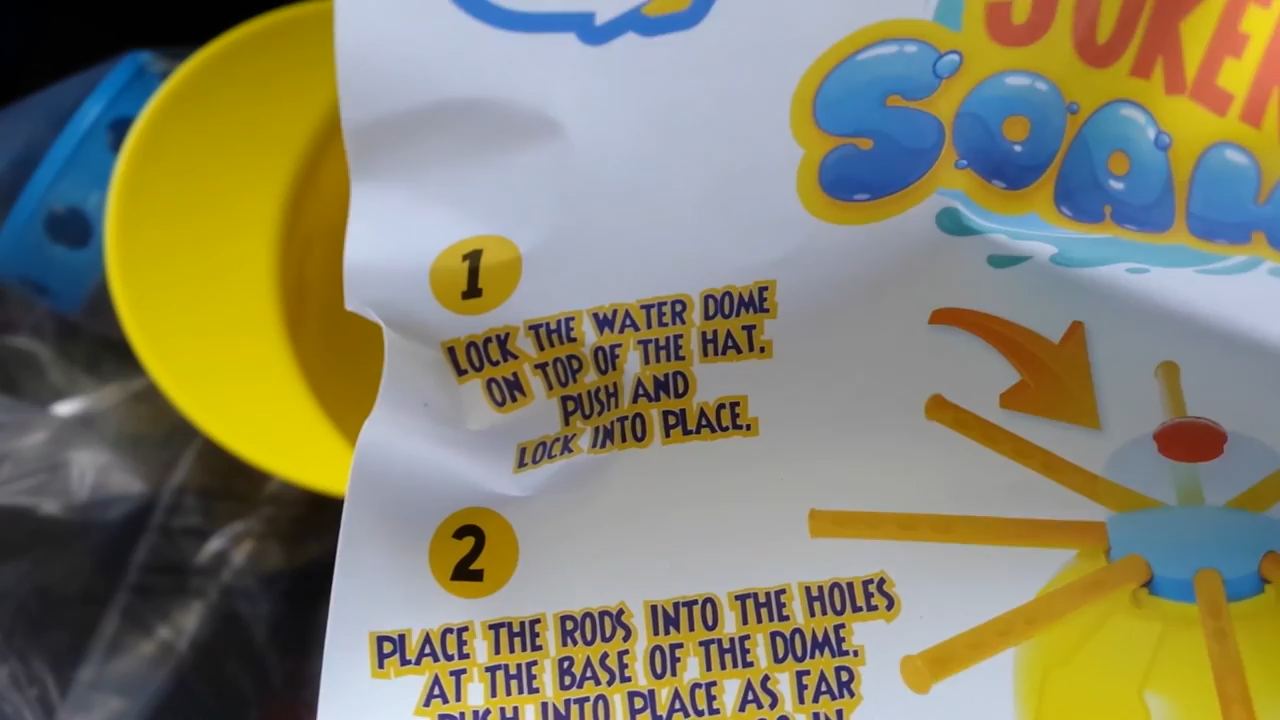 SOAK
1
LOCK THE WATER DOME
ON TOP OF THE HAT.
PUSH AND
LOCK INTO PLACE.
2
PLACE THE RODS INTO THE HOLES
AT THE BASE OF THE DOME.
PUSH INTO PLACE AS FAR